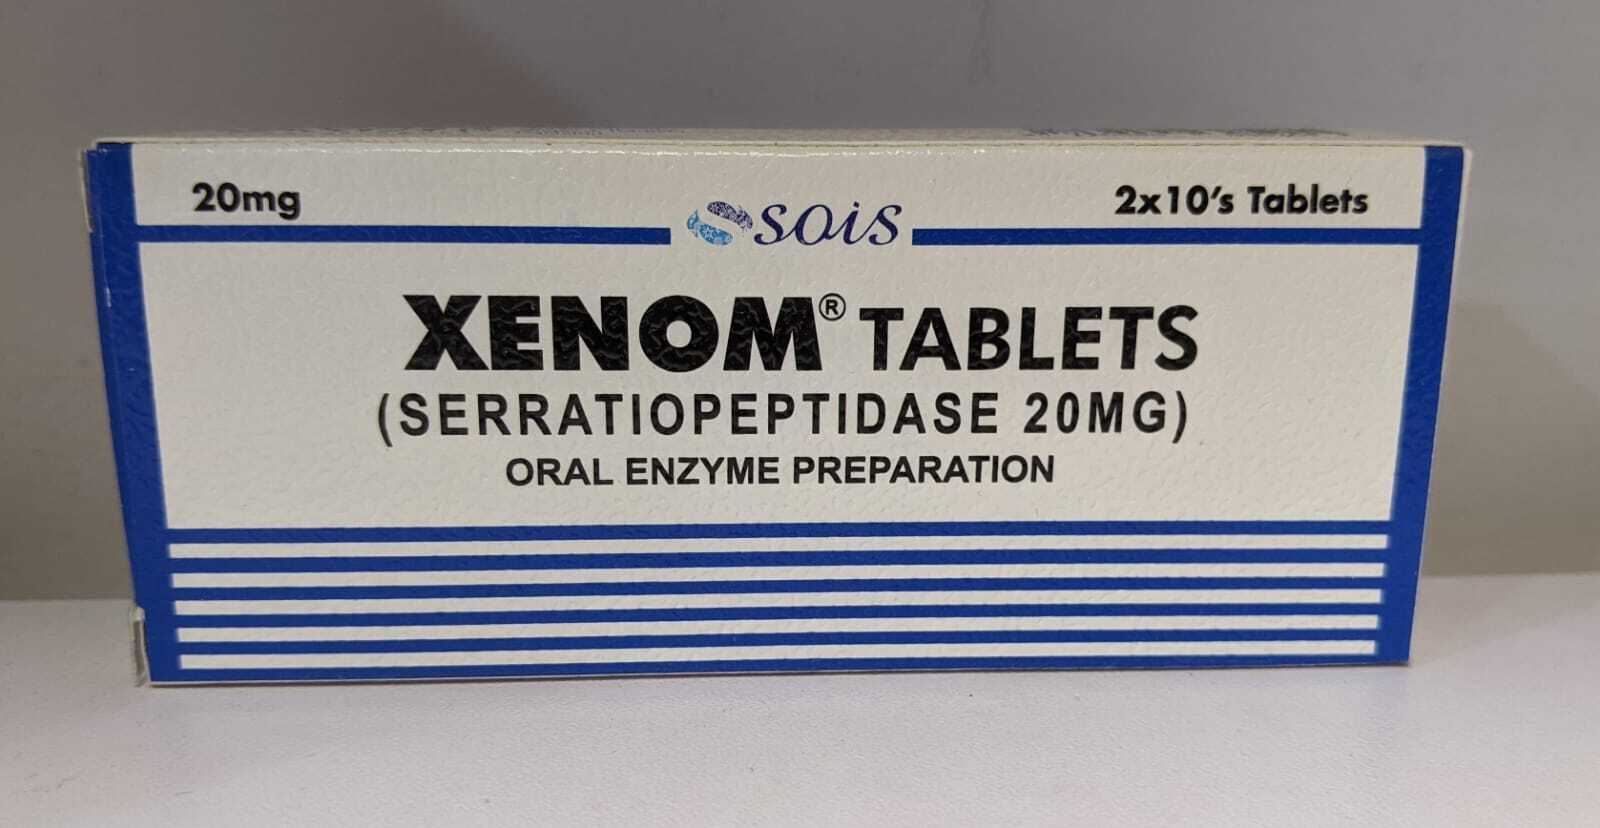 20mg
sois
2x10's Tablets
XENOM® TABLETS
(SERRATIOPEPTIDASE 20MG)
ORAL ENZYME PREPARATION